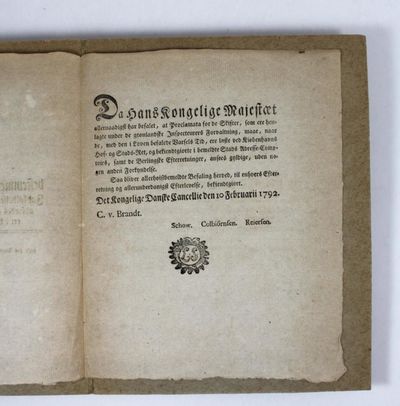 Da Hans Kongelige Majestæt
allernaadigst har befalet, at Proclamata for de Skifter, som ere hen-
lagte under de grønlandske Inspecteurers Forvaltning, maae, naar
de, med den i Loven befalede Varsels Tid, ere lyste ved Kiøbenhavns
Hof- og Stads-Ret, og bekiendtgiorte i bemeldte Stads Adresse-Comp-
toirs, samt de Berlingske Efterretninger, ansees gyldige, uden no-
gen anden Forkyndelse.
Saa bliver allerhøistbemeldte Befaling herved, til enhvers Efter-
retning og allerunderdanigst Efterlevelse, bekiendtgiort.
Det Kongelige Danske Cancellie den 10 Februarii 1792.
C. v. Brandt.
Schow. Colbiörnsen. Reiersen.